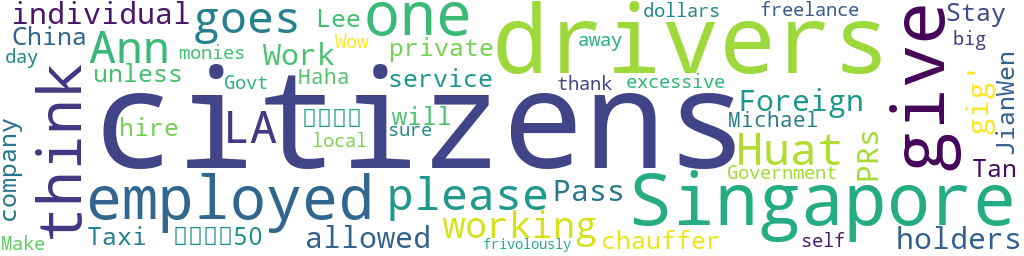 individual
goes
Lee
one
drivers
dollars
freelance
Stay
China
Ann
monies
Wow
private
away
give
big
day
unless
Work
Haha
service
thank
excessive
gig'
JianWen
think
Govt
citizens
Foreign
company
hire
LA
will
sure
Michael
local
Huat
PRs
employed
please
Pass
Government
Tan
Singapore
Taxi
50
allowed
working
Make
frivolously
chauffer
self
holders